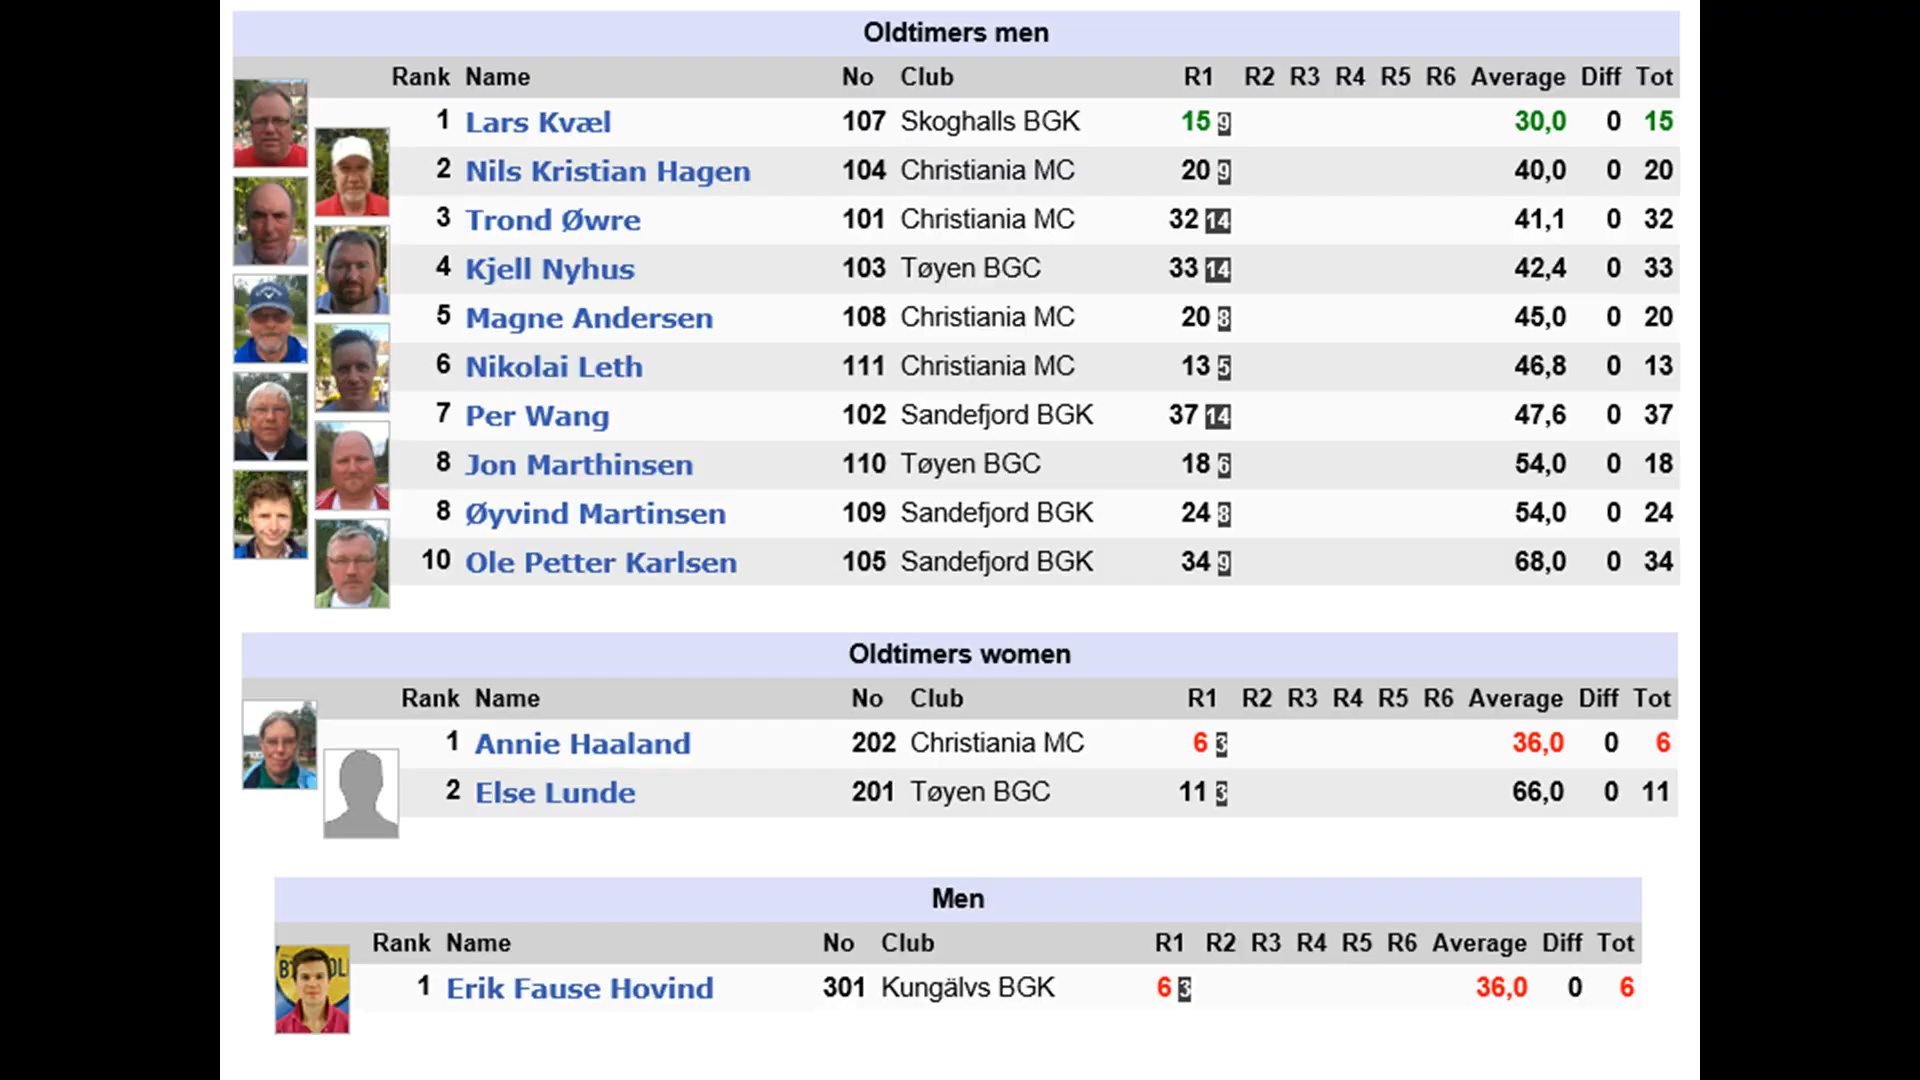 Oldtimers men
Rank Name No Club R1 R2 R3 R4 R5 R6 Average Diff Tot
1 Lars Kvæl 107 Skoghalls BGK 15 9 30,0 0 15
2 Nils Kristian Hagen 104 Christiania MC 20 9 40,0 0 20
3 Trond Øwre 101 Christiania MC 32 14 41,1 0 32
4 Kjell Nyhus 103 Tøyen BGC 33 14 42,4 0 33
5 Magne Andersen 108 Christiania MC 20 8 45,0 0 20
6 Nikolai Leth 111 Christiania MC 13 5 46,8 0 13
7 Per Wang 102 Sandefjord BGK 37 14 47,6 0 37
8 Jon Marthinsen 110 Tøyen BGC 18 6 54,0 0 18
8 Øyvind Martinsen 109 Sandefjord BGK 24 8 54,0 0 24
10 Ole Petter Karlsen 105 Sandefjord BGK 34 9 68,0 0 34
Oldtimers women
Rank Name No Club R1 R2 R3 R4 R5 R6 Average Diff Tot
1 Annie Haaland 202 Christiania MC 6 3 36,0 0 6
2 Else Lunde 201 Tøyen BGC 11 3 66,0 0 11
Men
Rank Name No Club R1 R2 R3 R4 R5 R6 Average Diff Tot
1 Erik Fause Hovind 301 Kungälvs BGK 6 3 36,0 0 6